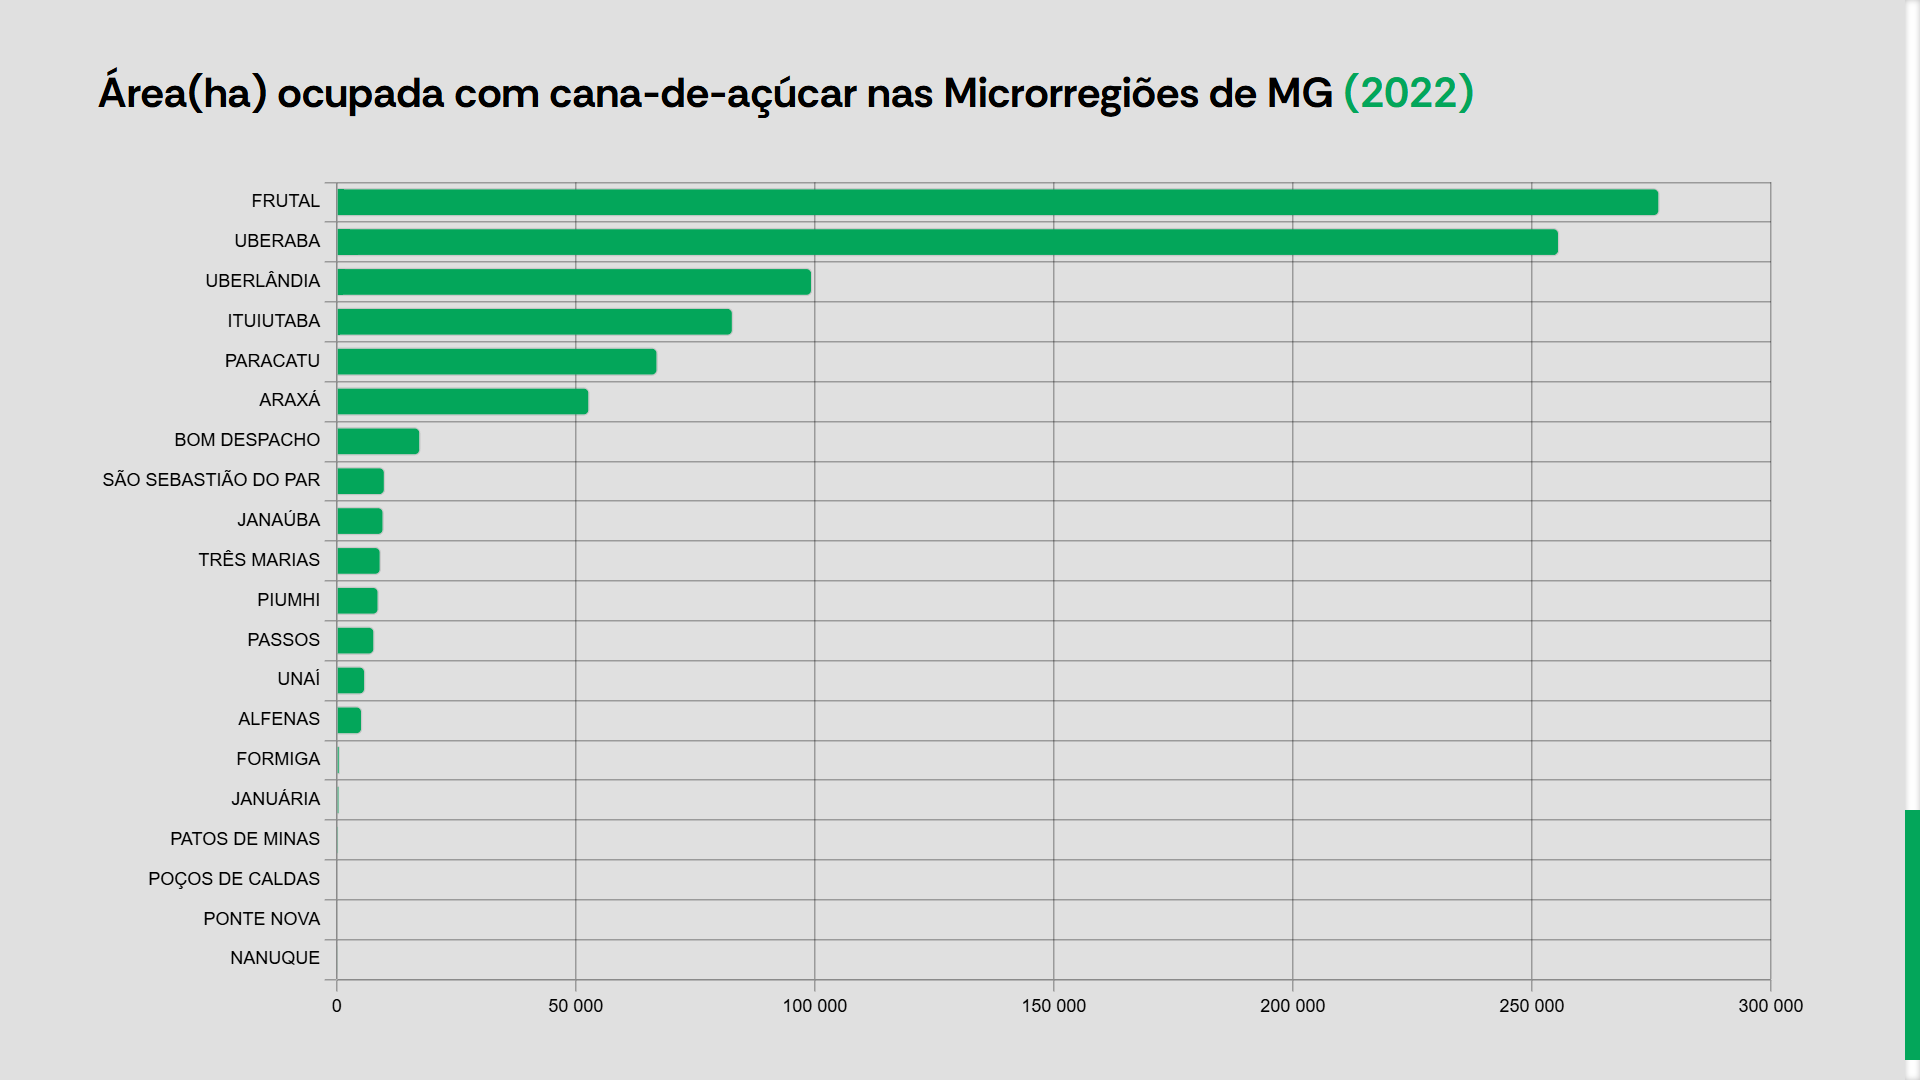 Área(ha) ocupada com cana-de-açúcar nas Microrregiões de MG (2022)
FRUTAL
UBERABA
UBERLÂNDIA
ITUIUTABA
PARACATU
ARAXÁ
BOM DESPACHO
SÃO SEBASTIÃO DO PAR
JANAÚBA
TRÊS MARIAS
PIUMHI
PASSOS
UNAÍ
ALFENAS
FORMIGA
JANUÁRIA
PATOS DE MINAS
POÇOS DE CALDAS
PONTE NOVA
NANUQUE
0 50 000 100 000 150 000 200 000 250 000 300 000